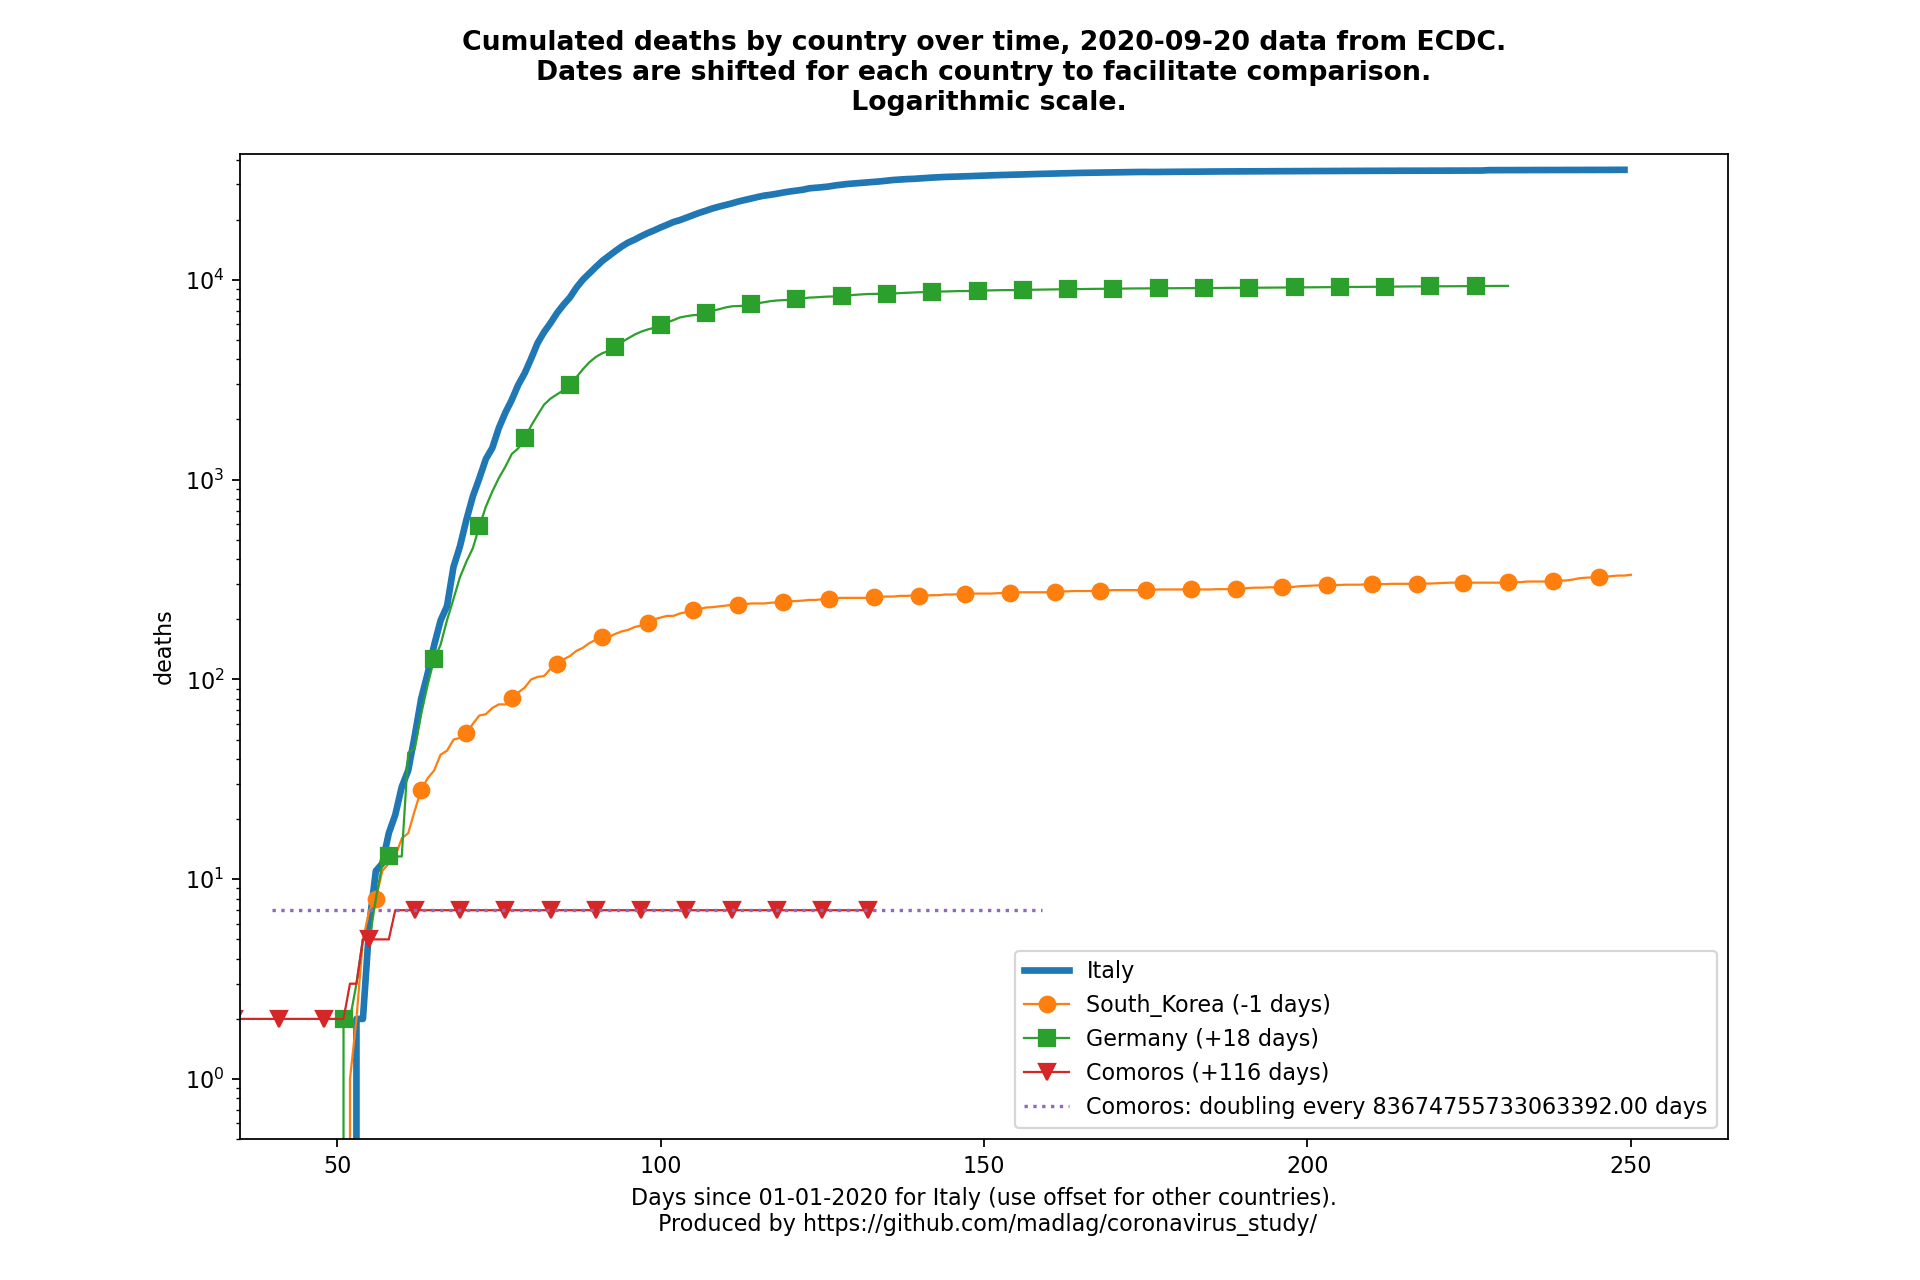 Cumulated deaths by country over time, 2020-09-20 data from ECDC.
Dates are shifted for each country to facilitate comparison.
Logarithmic scale.
10^4
10^3
10^2
10^1
10^0
deaths
Italy
South_Korea (-1 days)
Germany (+18 days)
Comoros (+116 days)
Comoros: doubling every 83674755733063392.00 days
50 100 150 200 250
Days since 01-01-2020 for Italy (use offset for other countries).
Produced by https://github.com/madlag/coronavirus_study/